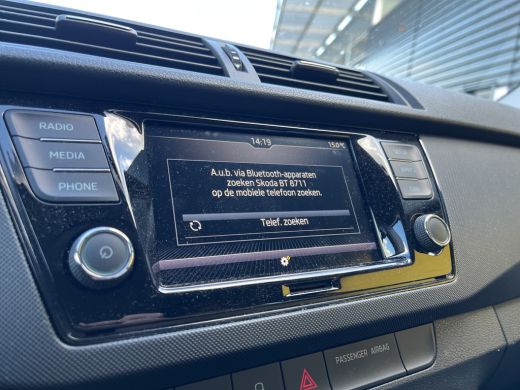 RADIO
MEDIA
PHONE
14:19
15.0°C
A.u.b. via Bluetooth-apparaten
zoeken Skoda BT 8711
op de mobiele telefoon zoeken.
Telef. zoeken
PASSENGER AIRBAG